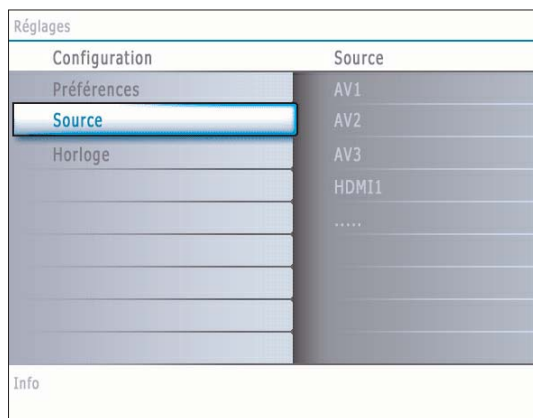 Réglages
Configuration
Source
Préférences
AV1
Source
AV2
Horloge
AV3
HDMI1
.....
Info